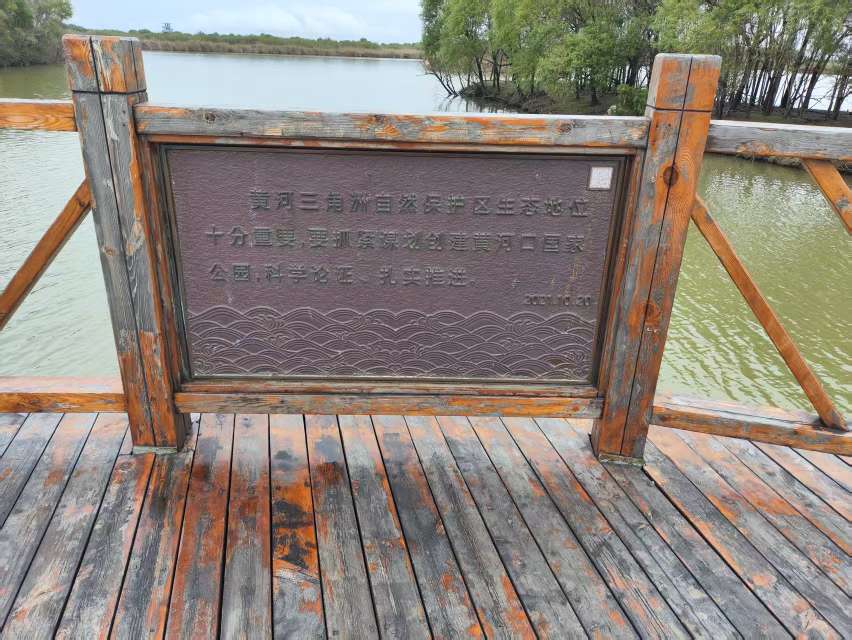 黄河三角洲自然保护区生态地位
十分重要，要抓紧谋划创建黄河口国家
公园，科学论证、扎实推进。
2021.10.20